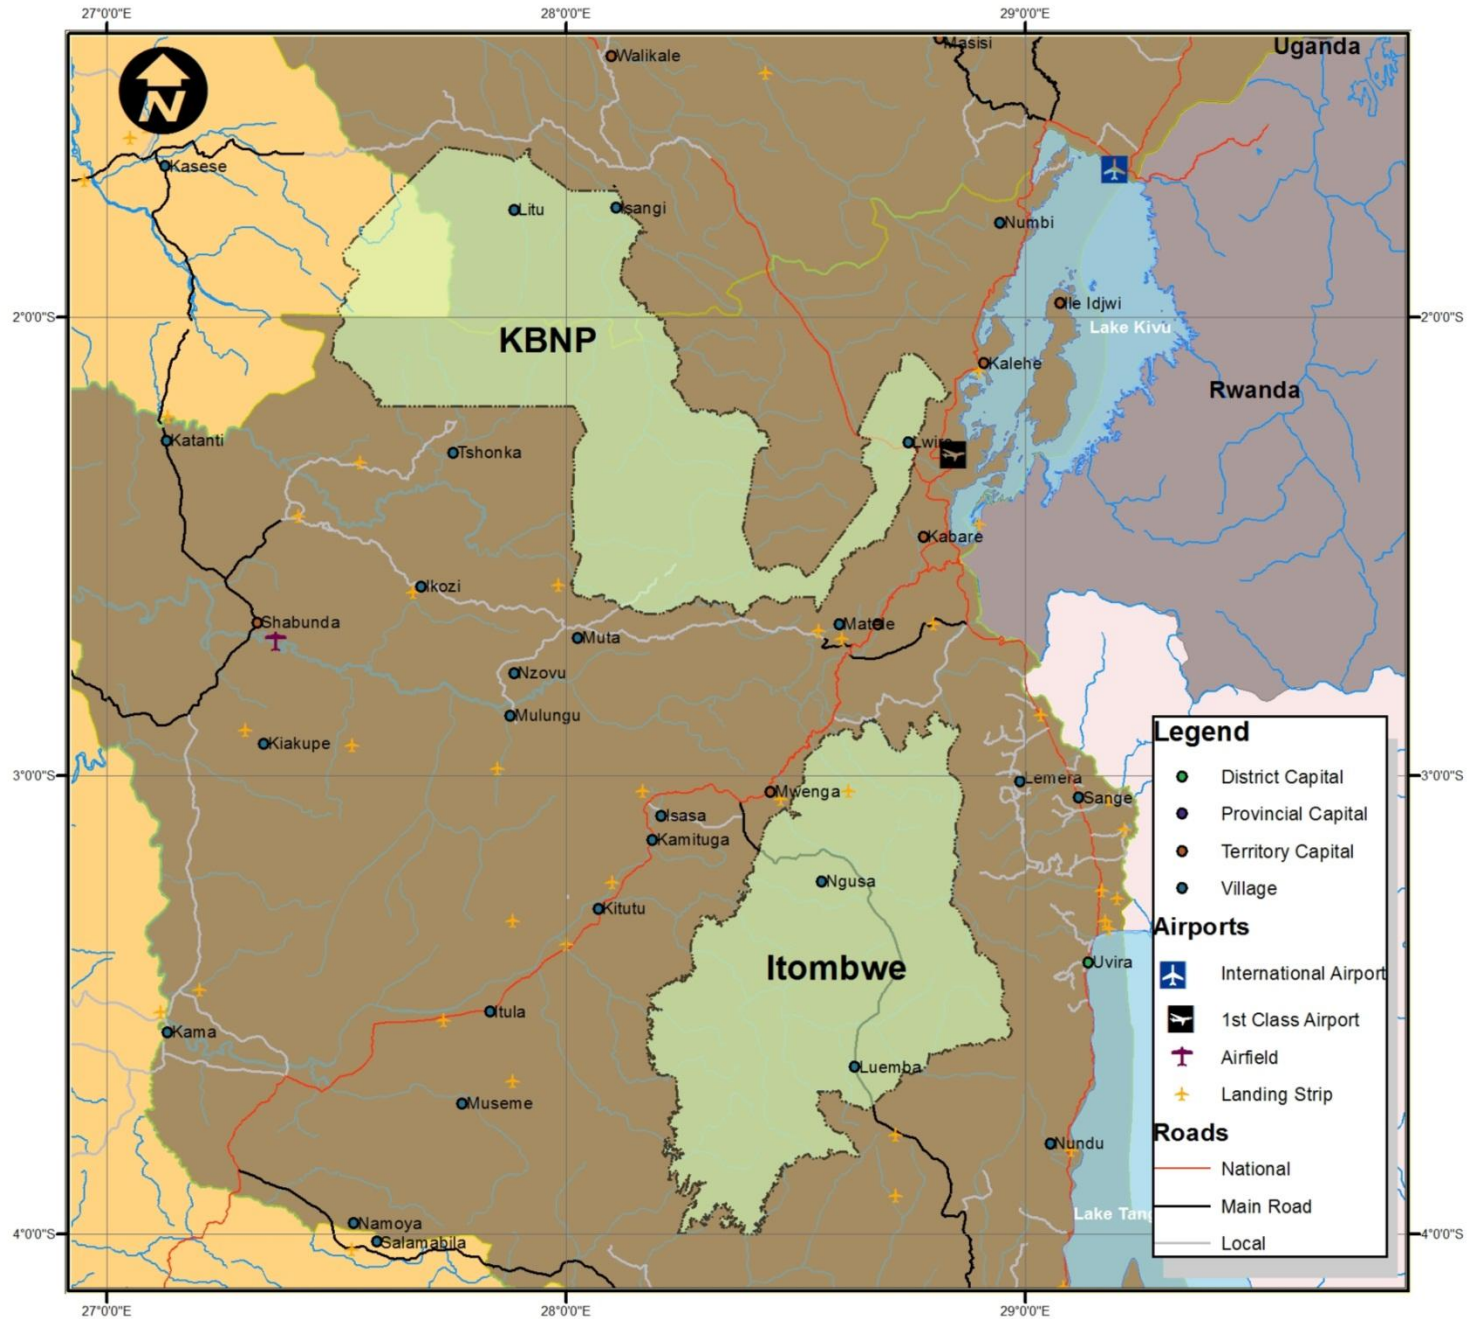 27°0'0"E 28°0'0"E 29°0'0"E
Masisi
Uganda
Walikale
N
Kasese
Litu
Isangi
Numbi
Ile Idjwi
2°0'0"S
2°0'0"S
Lake Kivu
KBNP
Kalehe
Rwanda
Katanti
Lwiro
Tshonka
Kabare
Ikozi
Shabunda
Muta
Nzovu
Mulungu
Kiakupe
Legend
3°0'0"S
3°0'0"S
Lemera
District Capital
Mwenga
Sange
Isasa
Provincial Capital
Kamituga
Territory Capital
Ngusa
Village
Kitutu
Airports
Itombwe
Uvira
International Airport
Itula
1st Class Airport
Kama
Airfield
Luemba
Landing Strip
Museme
Roads
Nundu
National
Main Road
Lake Tang
Namoya
4°0'0"S
4°0'0"S
Salamabila
Local
27°0'0"E 28°0'0"E 29°0'0"E